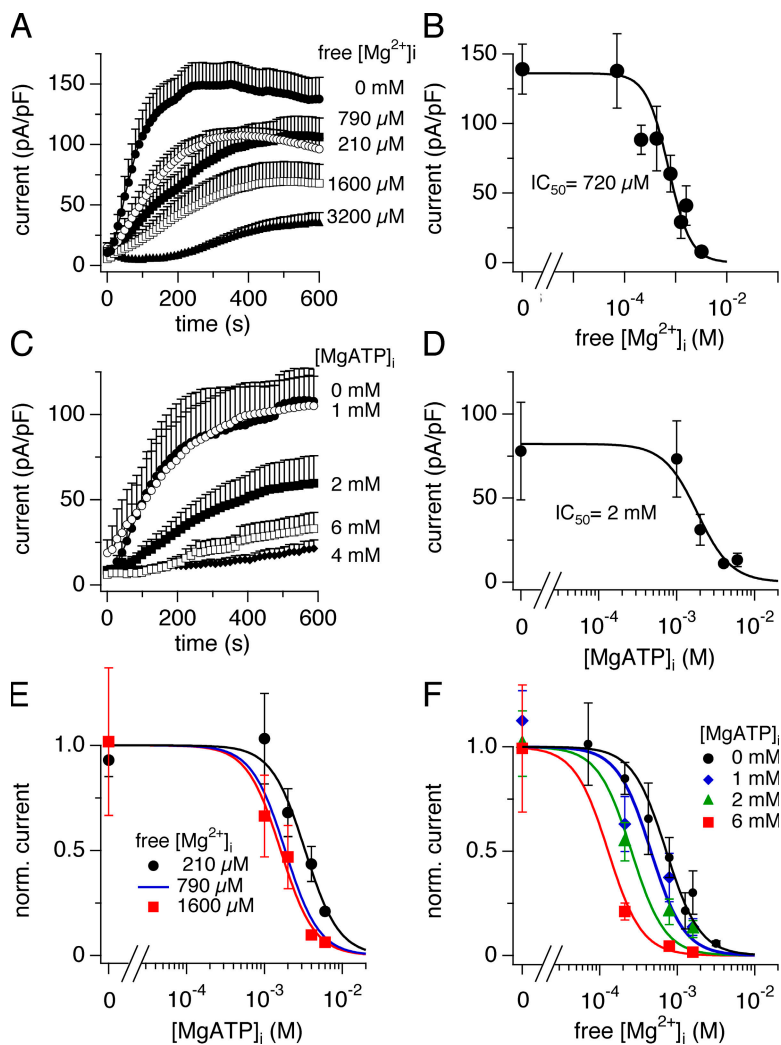 A
free [Mg²⁺]i
150
100
50
0
current (pA/pF)
0 mM
790 µM
210 µM
1600 µM
3200 µM
0 200 400 600
time (s)
B
150
100
50
0
current (pA/pF)
IC₅₀= 720 µM
0 10⁻⁴ 10⁻²
free [Mg²⁺]ᵢ (M)
C
[MgATP]ᵢ
100
50
0
current (pA/pF)
0 mM
1 mM
2 mM
6 mM
4 mM
0 200 400 600
time (s)
D
100
75
50
25
0
current (pA/pF)
IC₅₀= 2 mM
0 10⁻⁴ 10⁻³ 10⁻²
[MgATP]ᵢ (M)
E
1.0
0.5
0
norm. current
free [Mg²⁺]ᵢ
210 µM
790 µM
1600 µM
0 10⁻⁴ 10⁻³ 10⁻²
[MgATP]ᵢ (M)
F
[MgATP]ᵢ
0 mM
1 mM
2 mM
6 mM
1.0
0.5
0
norm. current
0 10⁻⁴ 10⁻³ 10⁻²
free [Mg²⁺]ᵢ (M)